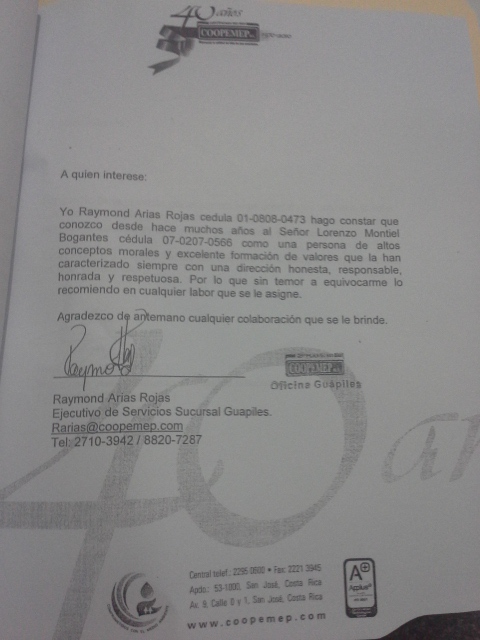 40 años
COOPEMEP R.L.
A quien interese:
Yo Raymond Arias Rojas cedula 01-0808-0473 hago constar que
conozco desde hace muchos años al Señor Lorenzo Montiel
Bogantes cédula 07-0207-0566 como una persona de altos
conceptos morales y excelente formación de valores que la han
caracterizado siempre con una dirección honesta, responsable,
honrada y respetuosa. Por lo que sin temor a equivocarme lo
recomiendo en cualquier labor que se le asigne.
Agradezco de antemano cualquier colaboración que se le brinde.
Raymond
COOPEMEP
Oficina Guápiles
Raymond Arias Rojas
Ejecutivo de Servicios Sucursal Guapiles.
Rarias@coopemep.com
Tel: 2710-3942 / 8820-7287
40 añ
Central telef.: 2295 0600 • Fax: 2221 3945
Apdo.: 53-1000, San José, Costa Rica
Av. 9, Calle 0 y 1, San José, Costa Rica
www.coopemep.com
A+
Applus